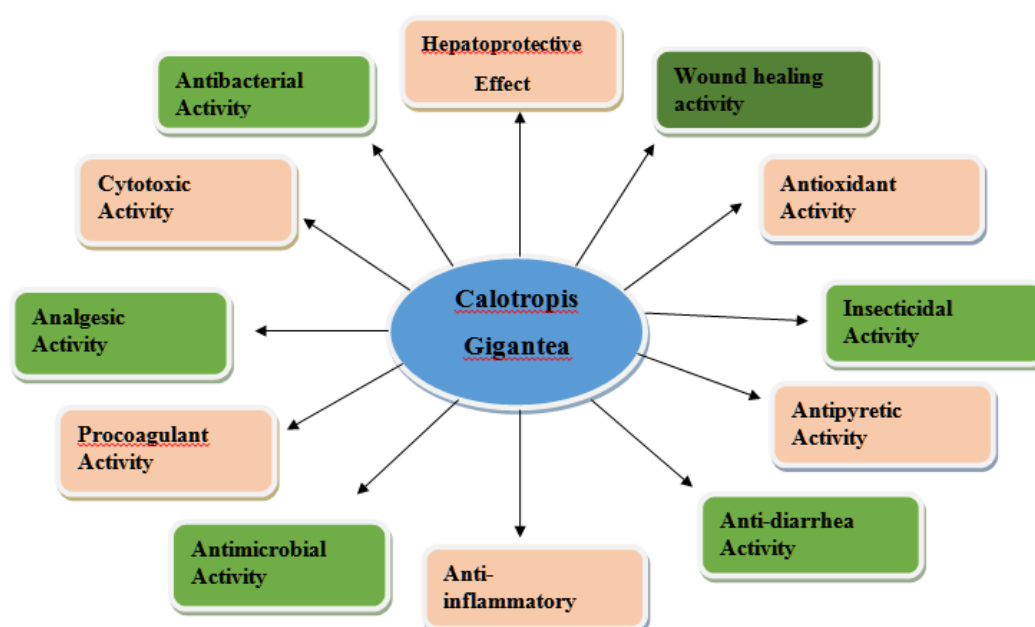 Hepatoprotective
Effect
Wound healing
activity
Antibacterial
Activity
Cytotoxic
Activity
Antioxidant
Activity
Calotropis
Gigantea
Analgesic
Activity
Insecticidal
Activity
Procoagulant
Activity
Antipyretic
Activity
Antimicrobial
Activity
Anti-diarrhea
Activity
Anti-
inflammatory